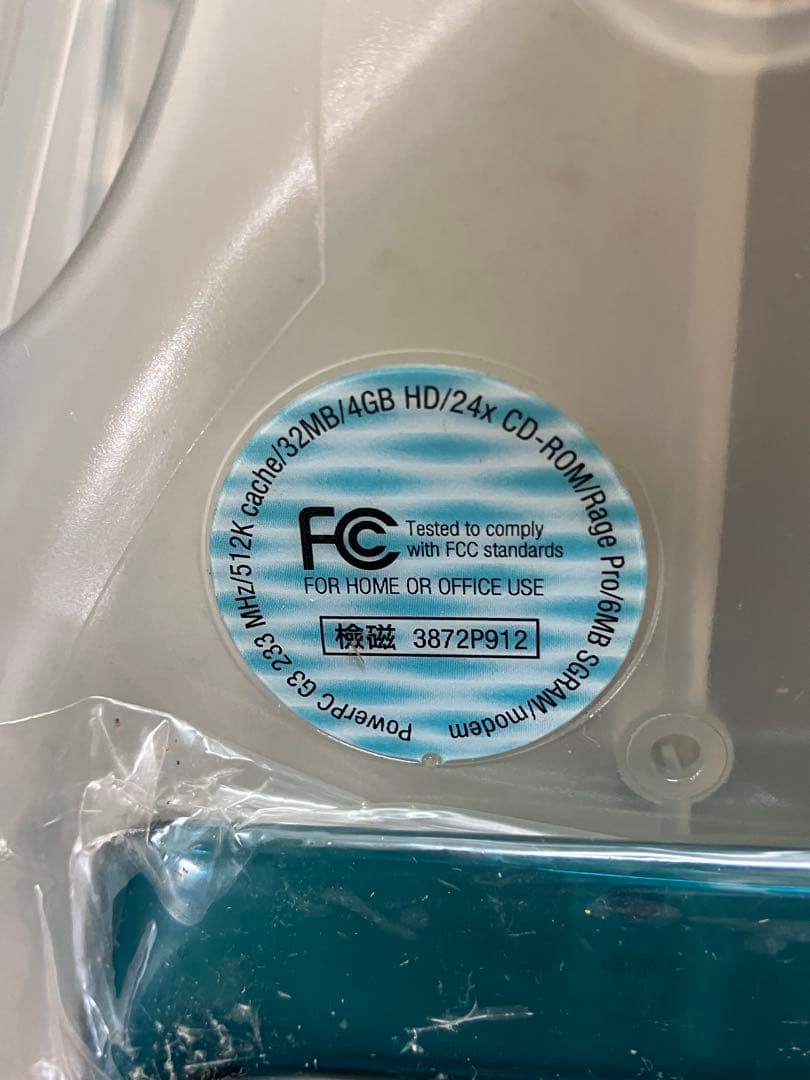 PowerPC G3 233 MHz/512K cache/32MB/4GB HD/24x CD-ROM/Rage Pro/6MB SGRAM/modem
FC Tested to comply
with FCC standards
FOR HOME OR OFFICE USE
檢磁 3872P912